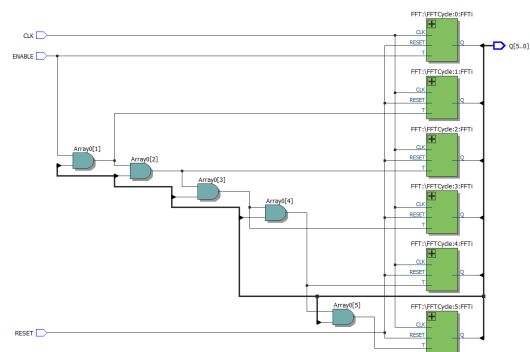 FFT:\FFTCycle:0:FFTi
CLK
RESET
T
Q
CLK
ENABLE
Q[5..0]
FFT:\FFTCycle:1:FFTi
CLK
RESET
T
Q
FFT:\FFTCycle:2:FFTi
CLK
RESET
T
Q
Array0[1]
Array0[2]
Array0[3]
Array0[4]
FFT:\FFTCycle:3:FFTi
CLK
RESET
T
Q
FFT:\FFTCycle:4:FFTi
CLK
RESET
T
Q
Array0[5]
FFT:\FFTCycle:5:FFTi
CLK
RESET
T
Q
RESET